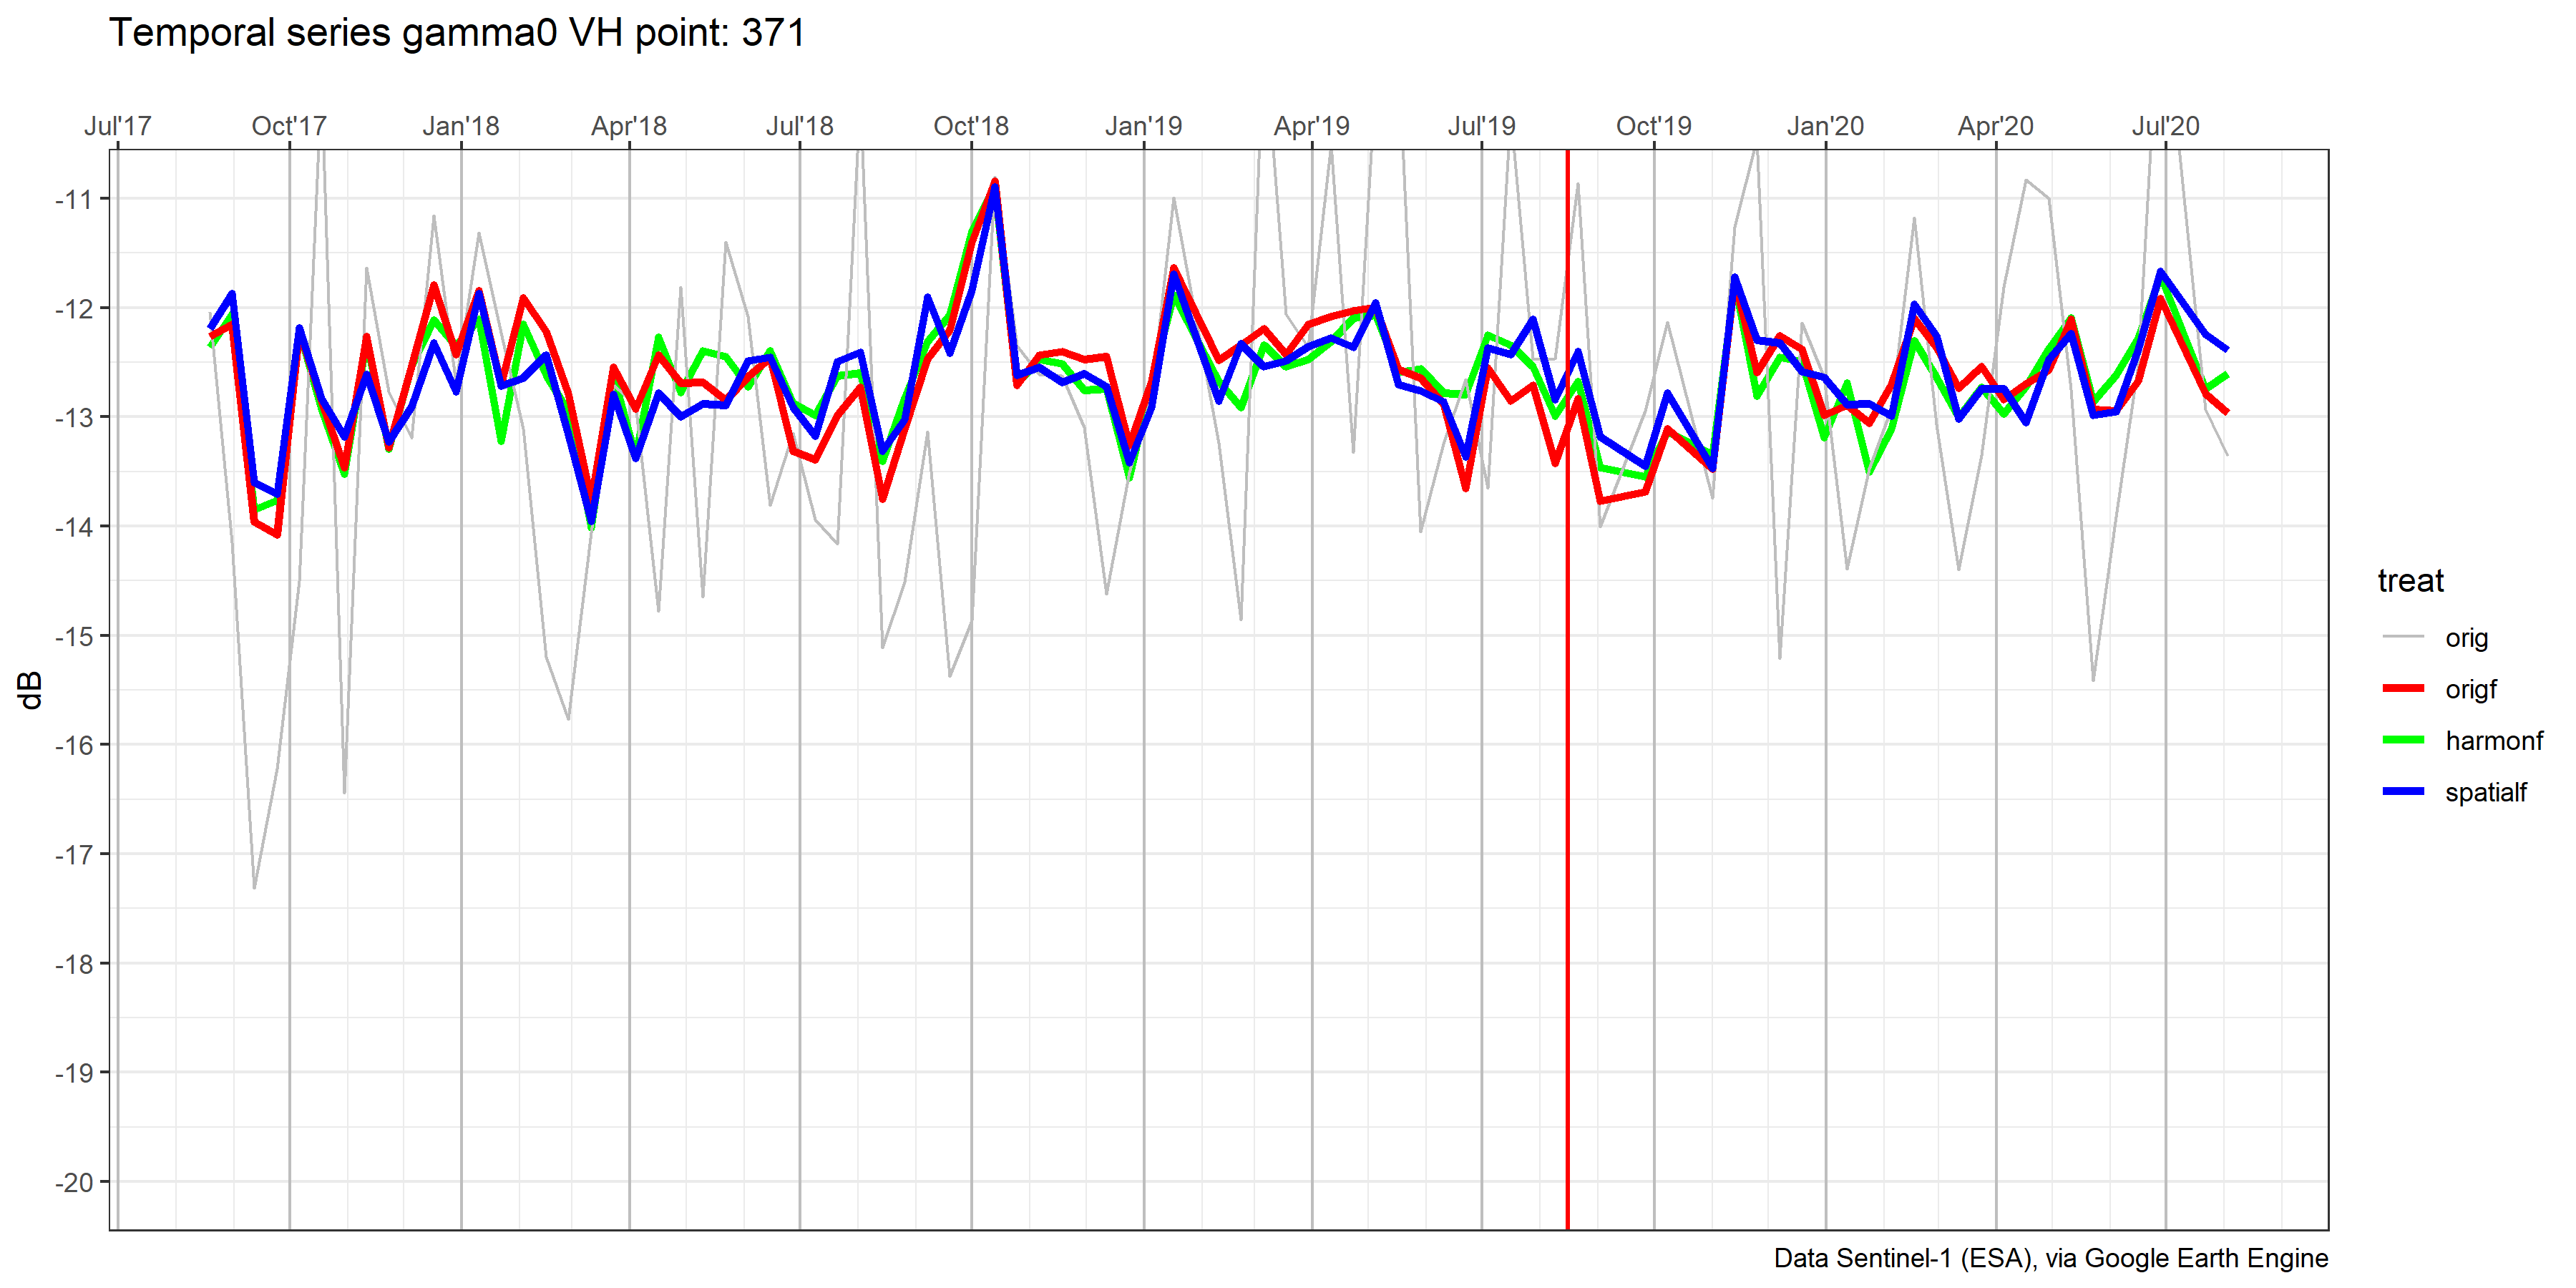 Temporal series gamma0 VH point: 371
Jul'17 Oct'17 Jan'18 Apr'18 Jul'18 Oct'18 Jan'19 Apr'19 Jul'19 Oct'19 Jan'20 Apr'20 Jul'20
-11
-12
-13
-14
-15
-16
-17
-18
-19
-20
dB
treat
orig
origf
harmonf
spatialf
Data Sentinel-1 (ESA), via Google Earth Engine